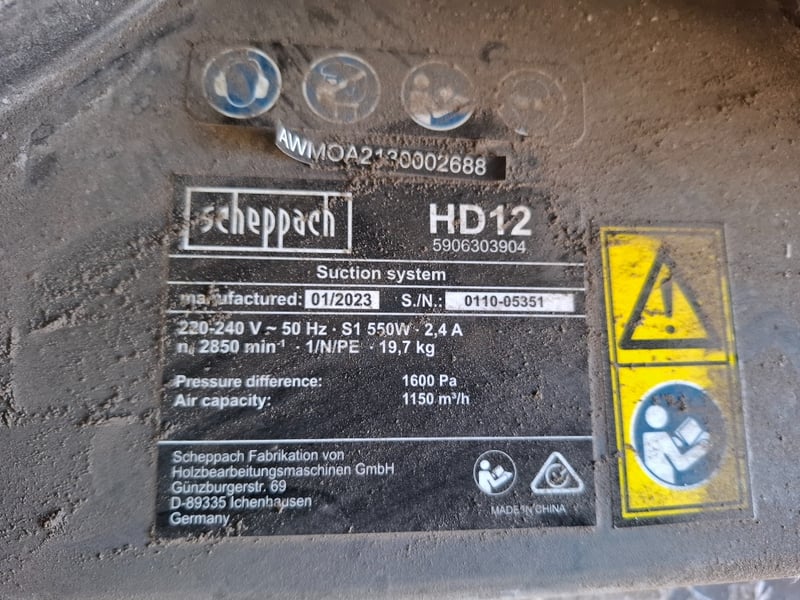 AWMOA2130002688
scheppach
HD12
5906303904
Suction system
manufactured: 01/2023 S./N.: 0110-05351
220-240 V ~ 50 Hz · S1 550W · 2,4 A
n₀ 2850 min⁻¹ · 1/N/PE · 19,7 kg
Pressure difference: 1600 Pa
Air capacity: 1150 m³/h
Scheppach Fabrikation von
Holzbearbeitungsmaschinen GmbH
Günzburgerstr. 69
D-89335 Ichenhausen
Germany
MADE IN CHINA